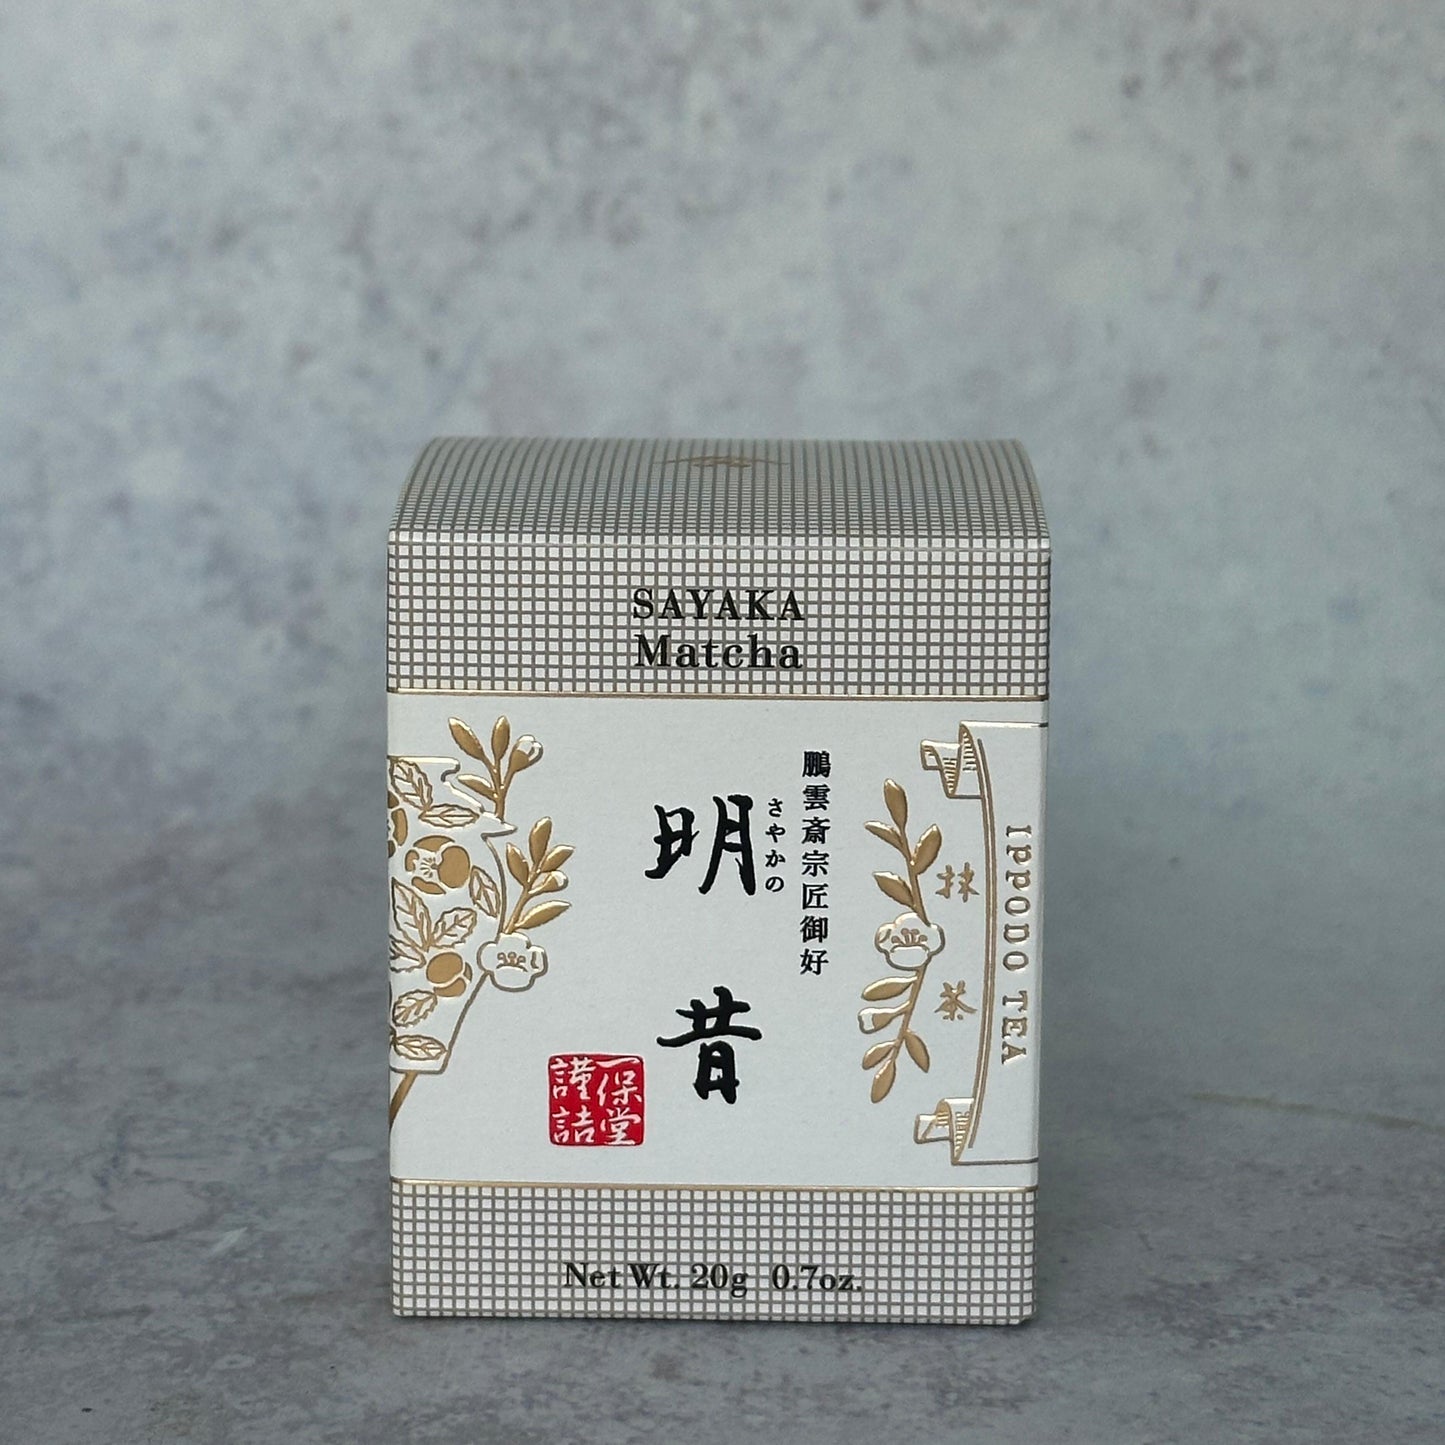 SAYAKA
Matcha
鵬雲斎宗匠御好
さやかの
明昔
一保堂
謹詰
抹茶
IPPODO TEA
Net Wt. 20g 0.7oz.